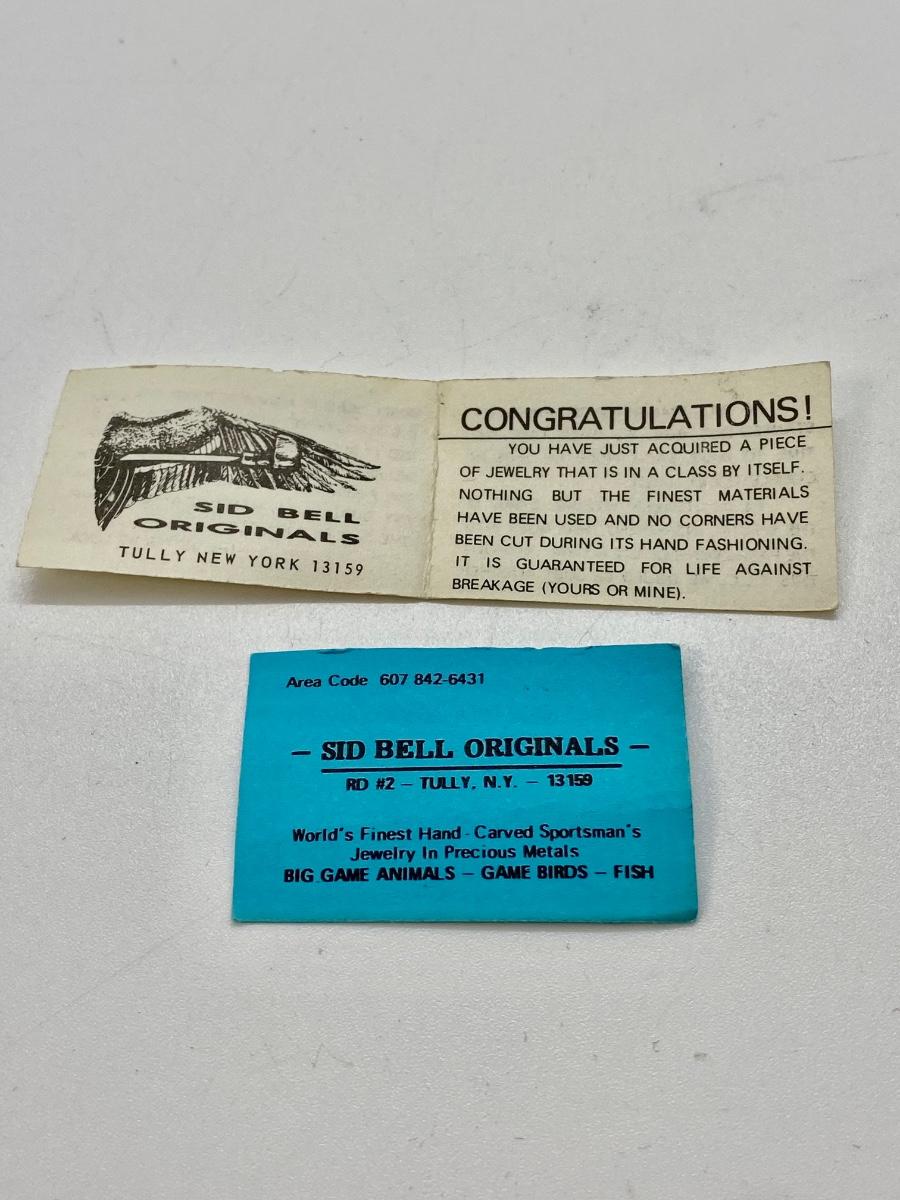 SID BELL
ORIGINALS
TULLY NEW YORK 13159
CONGRATULATIONS!
YOU HAVE JUST ACQUIRED A PIECE
OF JEWELRY THAT IS IN A CLASS BY ITSELF.
NOTHING BUT THE FINEST MATERIALS
HAVE BEEN USED AND NO CORNERS HAVE
BEEN CUT DURING ITS HAND FASHIONING.
IT IS GUARANTEED FOR LIFE AGAINST
BREAKAGE (YOURS OR MINE).
Area Code 607 842-6431
– SID BELL ORIGINALS –
RD #2 – TULLY, N.Y. – 13159
World's Finest Hand-Carved Sportsman's
Jewelry In Precious Metals
BIG GAME ANIMALS – GAME BIRDS – FISH